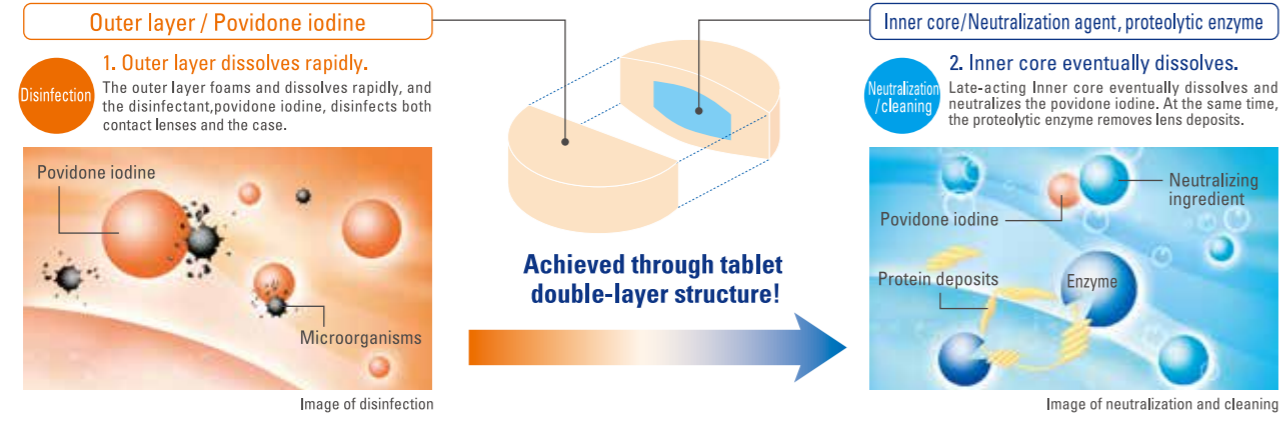 Outer layer / Povidone iodine
Disinfection
1. Outer layer dissolves rapidly.
The outer layer foams and dissolves rapidly, and
the disinfectant,povidone iodine, disinfects both
contact lenses and the case.
Povidone iodine
Microorganisms
Image of disinfection
Achieved through tablet
double-layer structure!
Inner core/Neutralization agent, proteolytic enzyme
Neutralization
/cleaning
2. Inner core eventually dissolves.
Late-acting Inner core eventually dissolves and
neutralizes the povidone iodine. At the same time,
the proteolytic enzyme removes lens deposits.
Neutralizing
ingredient
Povidone iodine
Protein deposits
Enzyme
Image of neutralization and cleaning